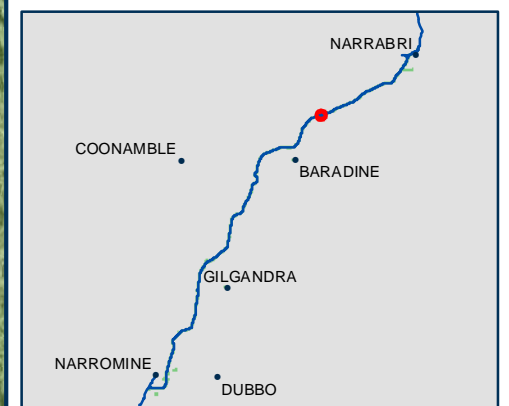 NARRABRI
COONAMBLE
BARADINE
GILGANDRA
NARROMINE
DUBBO